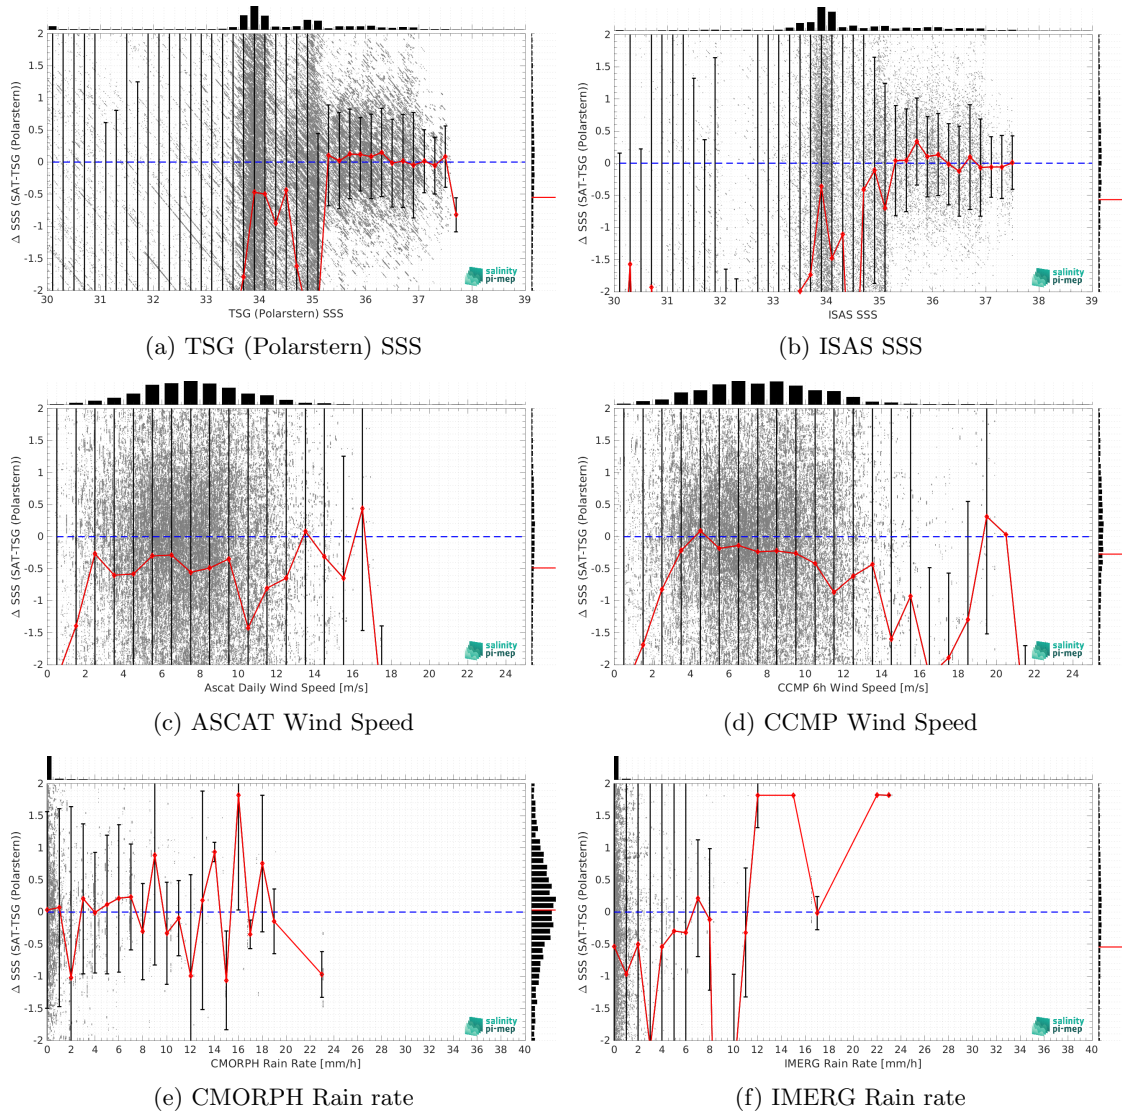 2
1.5
1
0.5
0
-0.5
-1
-1.5
-2
Δ SSS (SAT-TSG (Polarstern))
salinity
pi-mep
30 31 32 33 34 35 36 37 38 39
TSG (Polarstern) SSS
(a) TSG (Polarstern) SSS
2
1.5
1
0.5
0
-0.5
-1
-1.5
-2
Δ SSS (SAT-TSG (Polarstern))
salinity
pi-mep
30 31 32 33 34 35 36 37 38 39
ISAS SSS
(b) ISAS SSS
2
1.5
1
0.5
0
-0.5
-1
-1.5
-2
Δ SSS (SAT-TSG (Polarstern))
salinity
pi-mep
0 2 4 6 8 10 12 14 16 18 20 22 24
Ascat Daily Wind Speed [m/s]
(c) ASCAT Wind Speed
2
1.5
1
0.5
0
-0.5
-1
-1.5
-2
Δ SSS (SAT-TSG (Polarstern))
salinity
pi-mep
0 2 4 6 8 10 12 14 16 18 20 22 24
CCMP 6h Wind Speed [m/s]
(d) CCMP Wind Speed
2
1.5
1
0.5
0
-0.5
-1
-1.5
-2
Δ SSS (SAT-TSG (Polarstern))
salinity
pi-mep
0 2 4 6 8 10 12 14 16 18 20 22 24 26 28 30 32 34 36 38 40
CMORPH Rain Rate [mm/h]
(e) CMORPH Rain rate
2
1.5
1
0.5
0
-0.5
-1
-1.5
-2
Δ SSS (SAT-TSG (Polarstern))
salinity
pi-mep
0 2 4 6 8 10 12 14 16 18 20 22 24 26 28 30 32 34 36 38 40
IMERG Rain Rate [mm/h]
(f) IMERG Rain rate